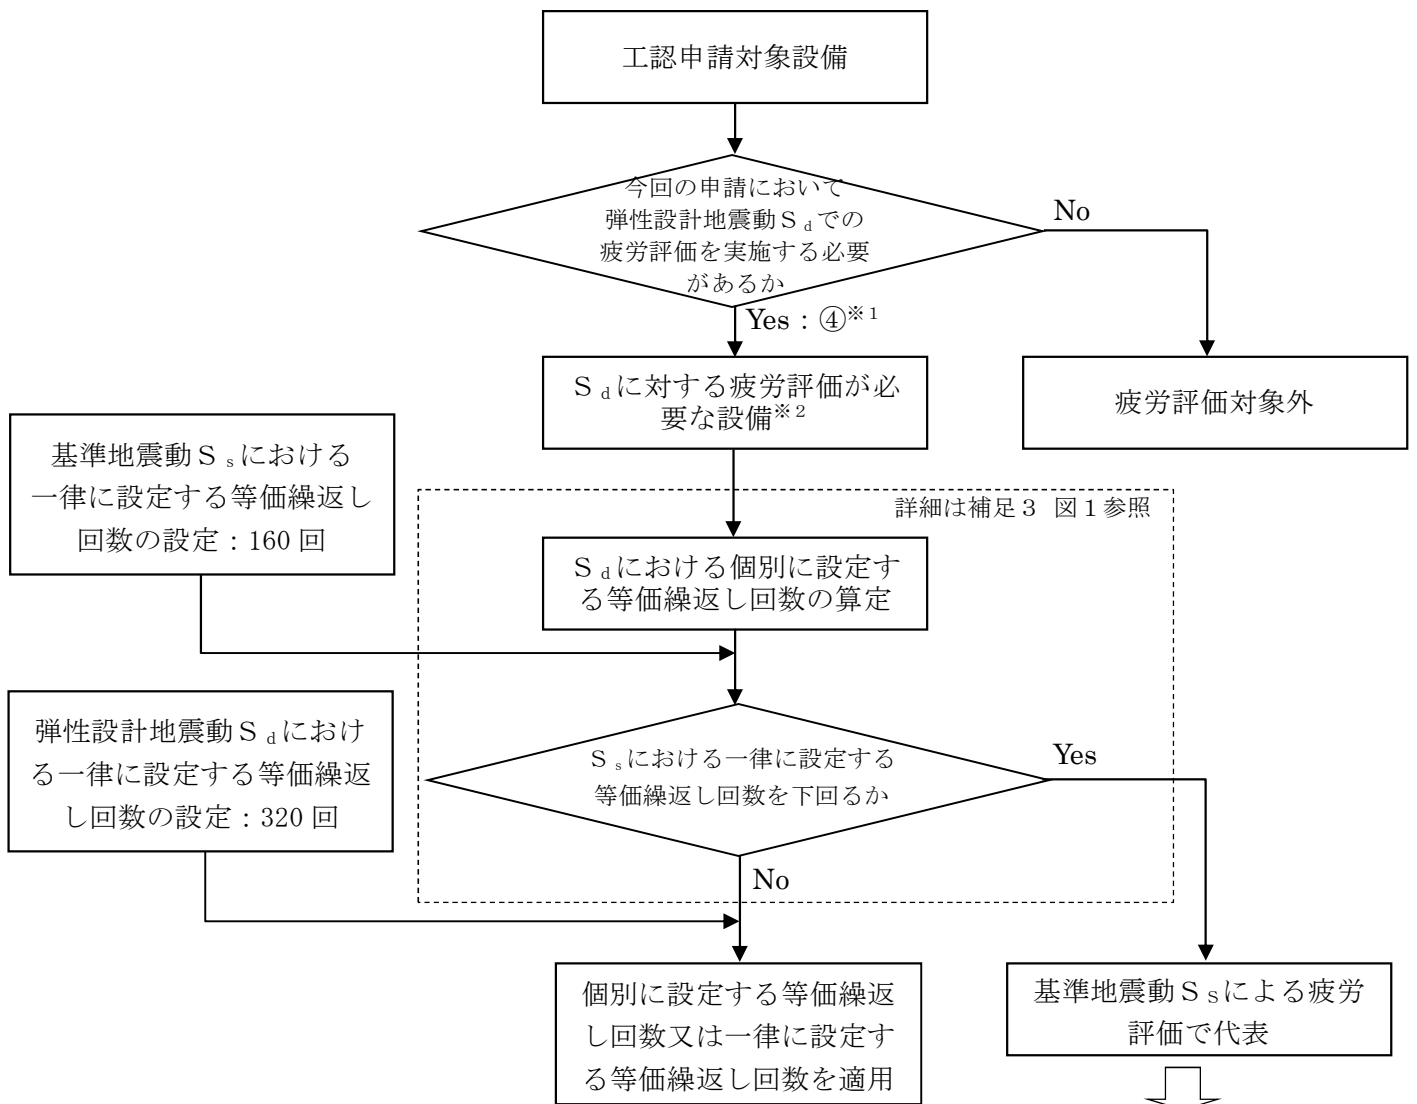 工認申請対象設備
今回の申請において
弾性設計地震動Ｓｄでの
疲労評価を実施する必要
があるか
No
Yes：④※1
Ｓｄに対する疲労評価が必
要な設備※2
疲労評価対象外
基準地震動Ｓｓにおける
一律に設定する等価繰返し
回数の設定：160 回
詳細は補足３ 図１参照
Ｓｄにおける個別に設定す
る等価繰返し回数の算定
弾性設計地震動Ｓｄにおけ
る一律に設定する等価繰返
し回数の設定：320 回
Ｓｓにおける一律に設定する
等価繰返し回数を下回るか
Yes
No
個別に設定する等価繰返
し回数又は一律に設定す
る等価繰返し回数を適用
基準地震動ＳＳによる疲労
評価で代表